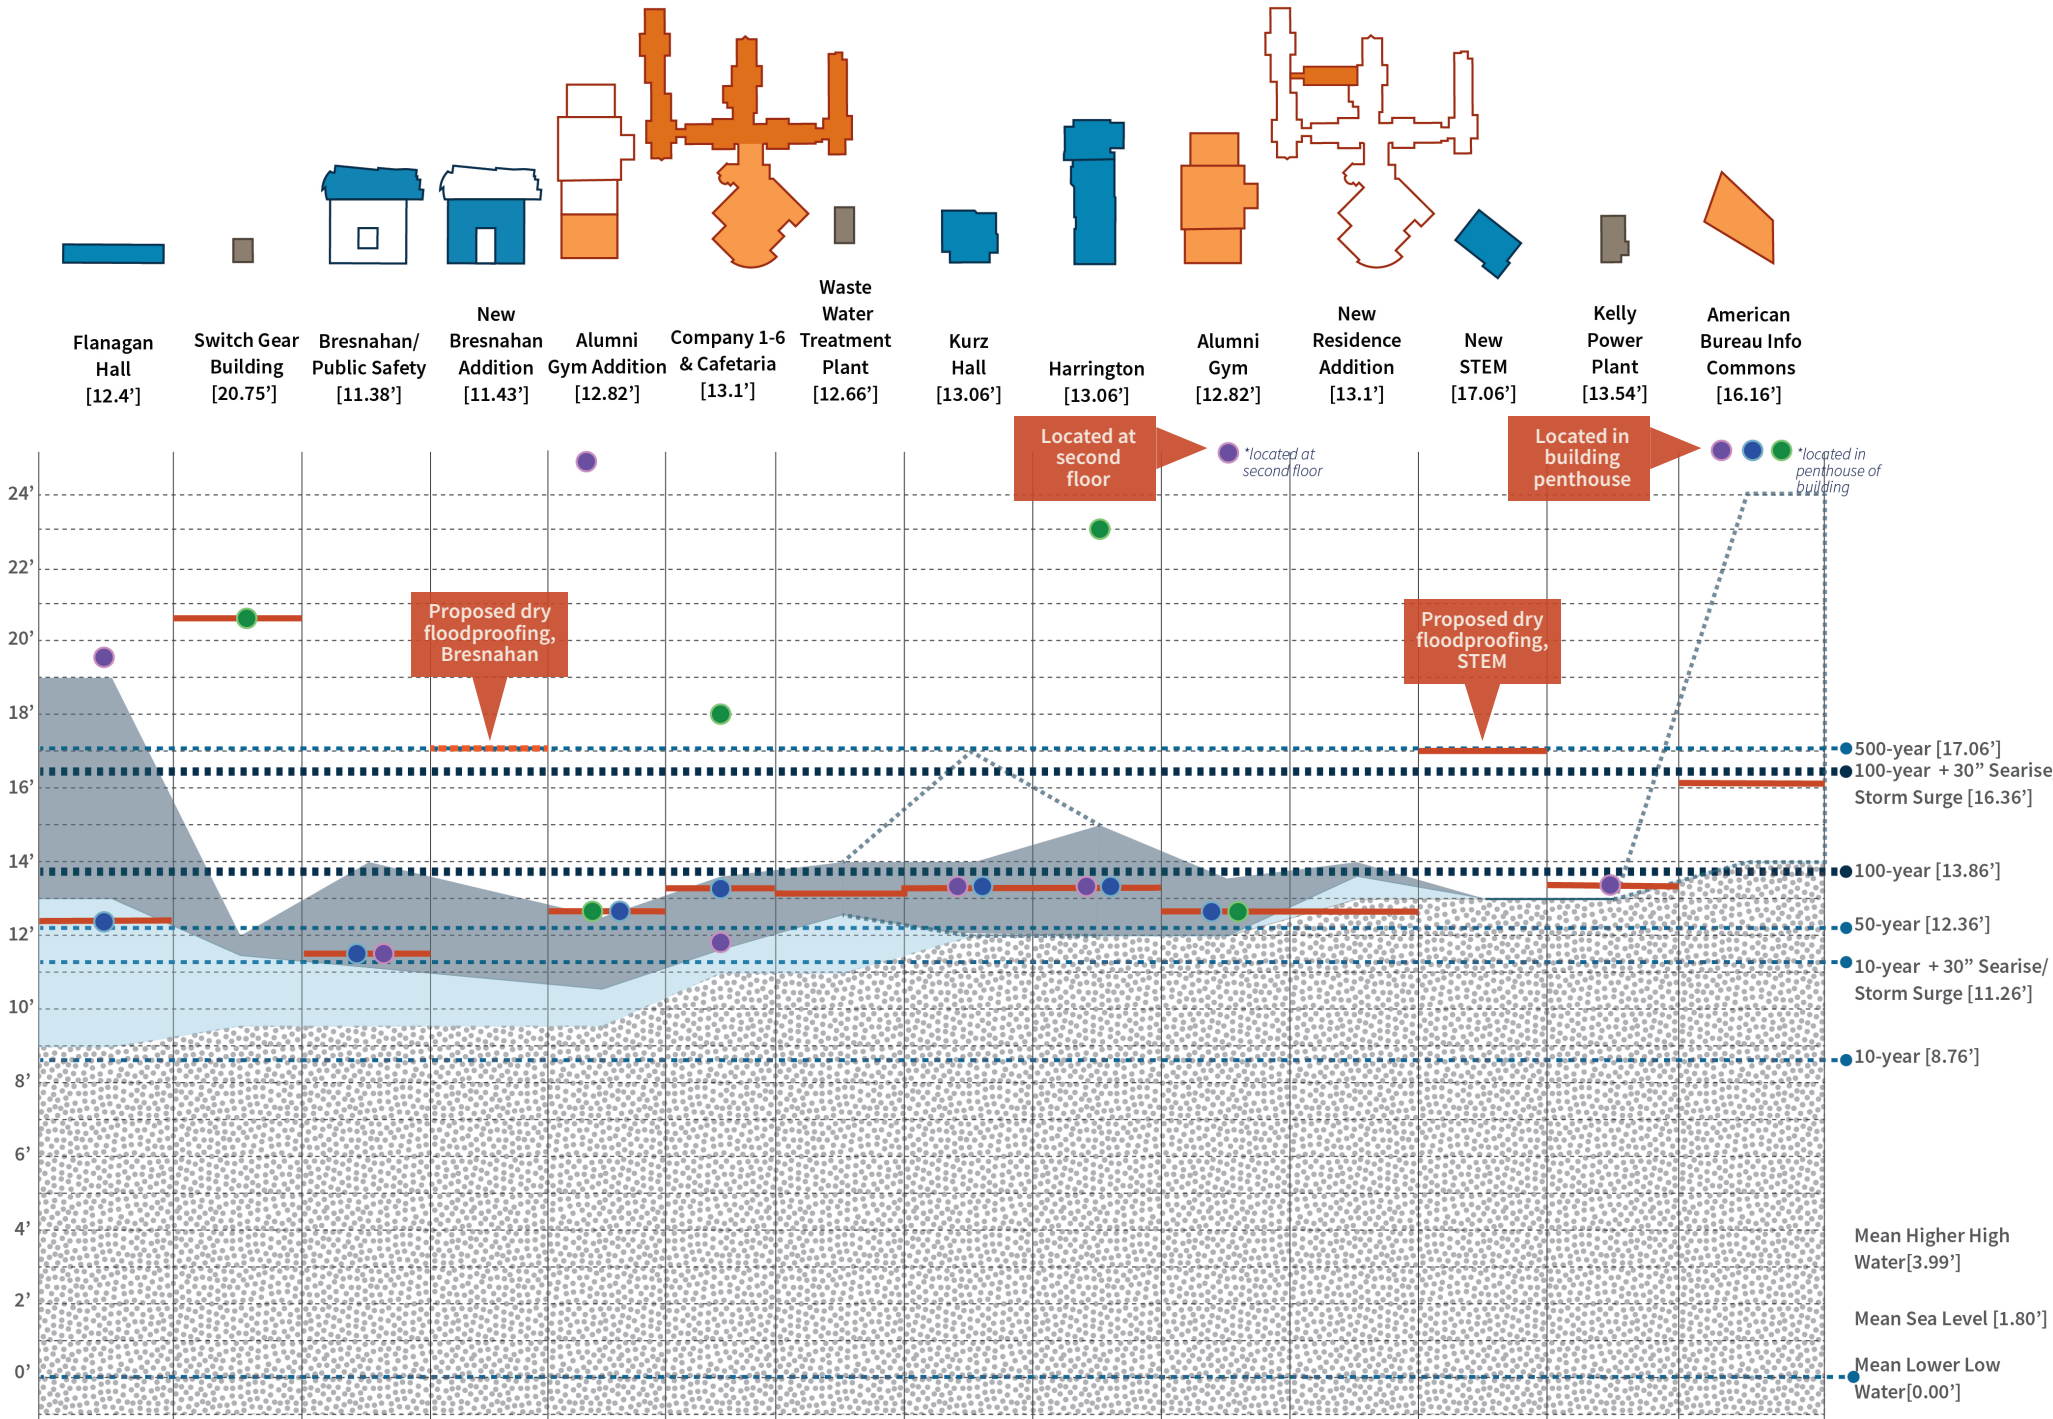 Flanagan
Hall
[12.4’]
Switch Gear
Building
[20.75’]
Bresnahan/
Public Safety
[11.38’]
New
Bresnahan
Addition
[11.43’]
Alumni
Gym Addition
[12.82’]
Company 1-6
& Cafetaria
[13.1’]
Waste
Water
Treatment
Plant
[12.66’]
Kurz
Hall
[13.06’]
Harrington
[13.06’]
Alumni
Gym
[12.82’]
New
Residence
Addition
[13.1’]
New
STEM
[17.06’]
Kelly
Power
Plant
[13.54’]
American
Bureau Info
Commons
[16.16’]
Located at
second
floor
*located at
second floor
Located in
building
penthouse
*located in
penthouse of
building
Proposed dry
floodproofing,
Bresnahan
Proposed dry
floodproofing,
STEM
24’
22’
20’
18’
16’
14’
12’
10’
8’
6’
4’
2’
0’
500-year [17.06’]
100-year + 30” Searise
Storm Surge [16.36’]
100-year [13.86’]
50-year [12.36’]
10-year + 30” Searise/
Storm Surge [11.26’]
10-year [8.76’]
Mean Higher High
Water[3.99’]
Mean Sea Level [1.80’]
Mean Lower Low
Water[0.00’]